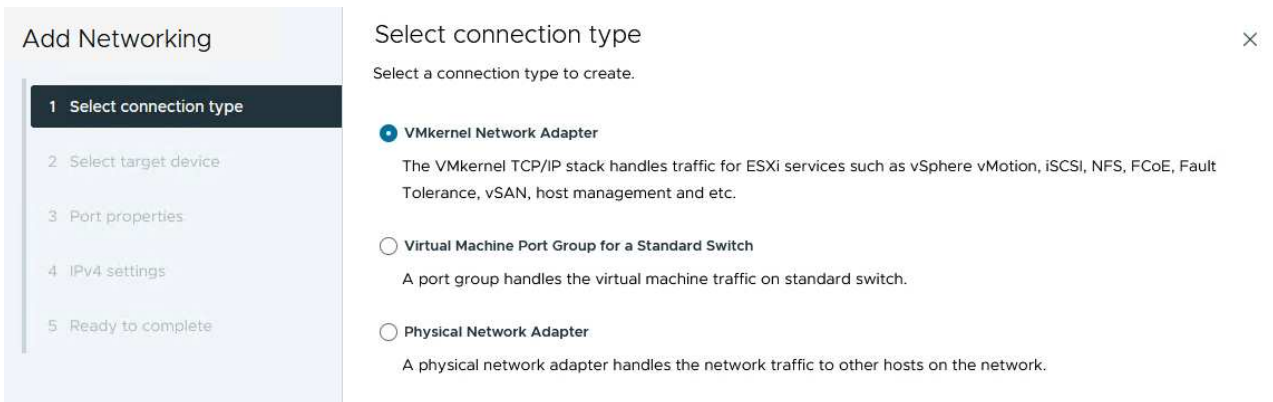 Add Networking
1 Select connection type
2 Select target device
3 Port properties
4 IPv4 settings
5 Ready to complete
Select connection type
Select a connection type to create.
VMkernel Network Adapter
The VMkernel TCP/IP stack handles traffic for ESXi services such as vSphere vMotion, iSCSI, NFS, FCoE, Fault
Tolerance, vSAN, host management and etc.
Virtual Machine Port Group for a Standard Switch
A port group handles the virtual machine traffic on standard switch.
Physical Network Adapter
A physical network adapter handles the network traffic to other hosts on the network.